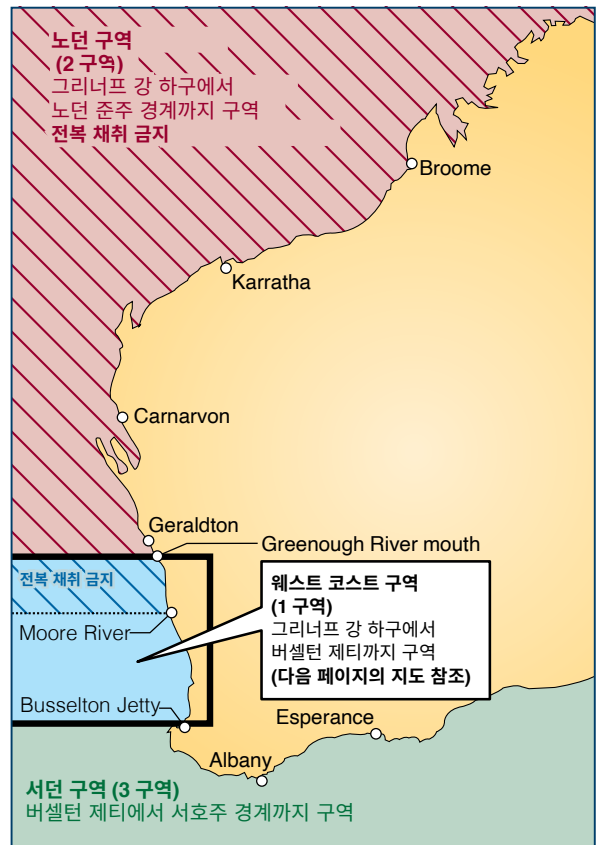 노던 구역
(2 구역)
그리너프 강 하구에서
노던 준주 경계까지 구역
전복 채취 금지
Broome
Karratha
Carnarvon
Geraldton
Greenough River mouth
전복 채취 금지
Moore River
웨스트 코스트 구역
(1 구역)
그리너프 강 하구에서
버셀턴 제티까지 구역
(다음 페이지의 지도 참조)
Busselton Jetty
Esperance
Albany
서던 구역 (3 구역)
버셀턴 제티에서 서호주 경계까지 구역